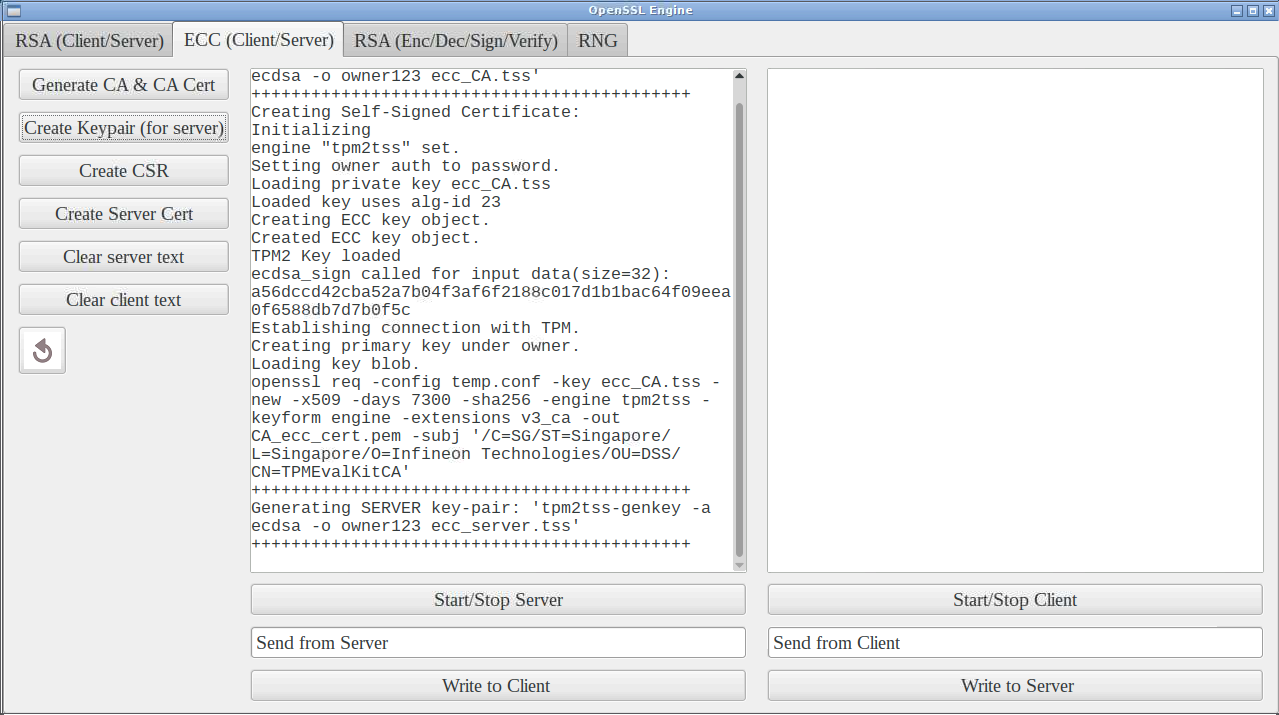 OpenSSL Engine
RSA (Client/Server)
ECC (Client/Server)
RSA (Enc/Dec/Sign/Verify)
RNG
Generate CA & CA Cert
Create Keypair (for server)
Create CSR
Create Server Cert
Clear server text
Clear client text
ecdsa -o owner123 ecc_CA.tss'
++++++++++++++++++++++++++++++++++++++++++++
Creating Self-Signed Certificate:
Initializing
engine "tpm2tss" set.
Setting owner auth to password.
Loading private key ecc_CA.tss
Loaded key uses alg-id 23
Creating ECC key object.
Created ECC key object.
TPM2 Key loaded
ecdsa_sign called for input data(size=32):
a56dccd42cba52a7b04f3af6f2188c017d1b1bac64f09eea
0f6588db7d7b0f5c
Establishing connection with TPM.
Creating primary key under owner.
Loading key blob.
openssl req -config temp.conf -key ecc_CA.tss -
new -x509 -days 7300 -sha256 -engine tpm2tss -
keyform engine -extensions v3_ca -out
CA_ecc_cert.pem -subj '/C=SG/ST=Singapore/
L=Singapore/O=Infineon Technologies/OU=DSS/
CN=TPMEvalKitCA'
++++++++++++++++++++++++++++++++++++++++++++
Generating SERVER key-pair: 'tpm2tss-genkey -a
ecdsa -o owner123 ecc_server.tss'
++++++++++++++++++++++++++++++++++++++++++++
Start/Stop Server
Send from Server
Write to Client
Start/Stop Client
Send from Client
Write to Server